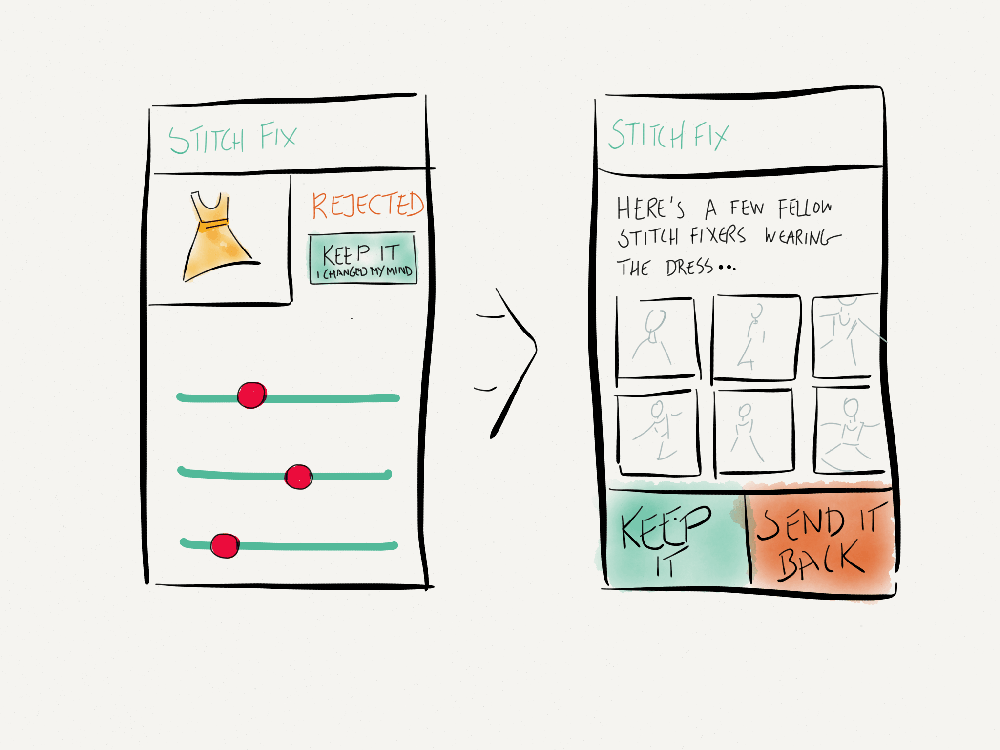 STITCH FIX
REJECTED
KEEP IT
I CHANGED MY MIND
STITCH FIX
HERE'S A FEW FELLOW
STITCH FIXERS WEARING
THE DRESS...
KEEP
IT
SEND IT
BACK